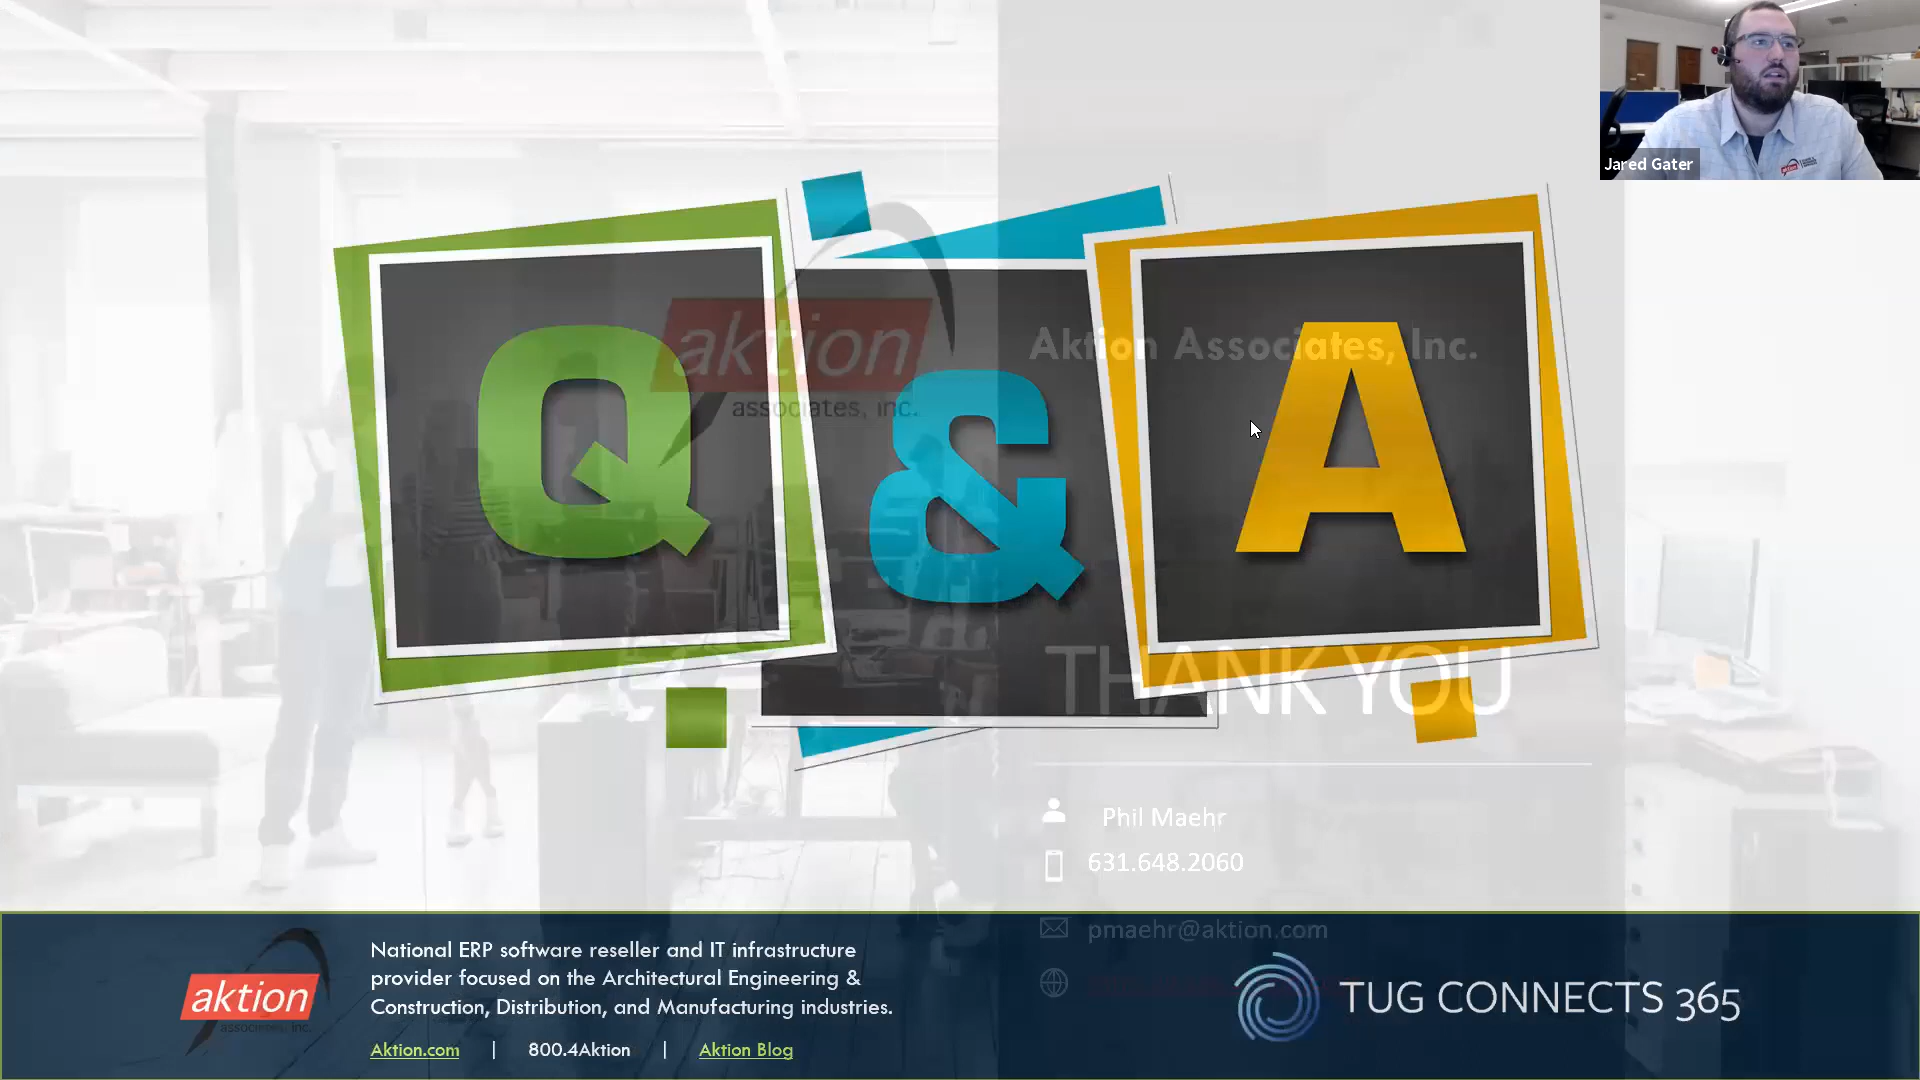 Jared Gater
Q & A
aktion
associates, inc.
Aktion Associates, Inc.
THANK YOU
Phil Maehr
631.648.2060
pmaehr@aktion.com
aktion
associates, inc.
National ERP software reseller and IT infrastructure
provider focused on the Architectural Engineering &
Construction, Distribution, and Manufacturing industries.
Aktion.com | 800.4Aktion | Aktion Blog
TUG CONNECTS 365